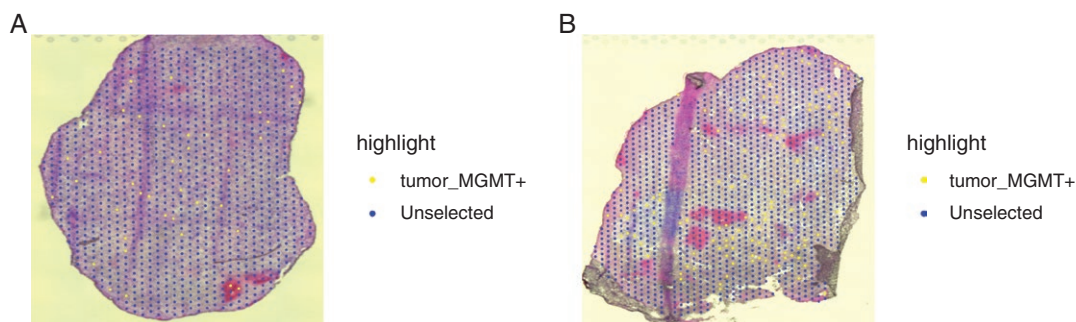 A
highlight
tumor_MGMT+
Unselected
B
highlight
tumor_MGMT+
Unselected